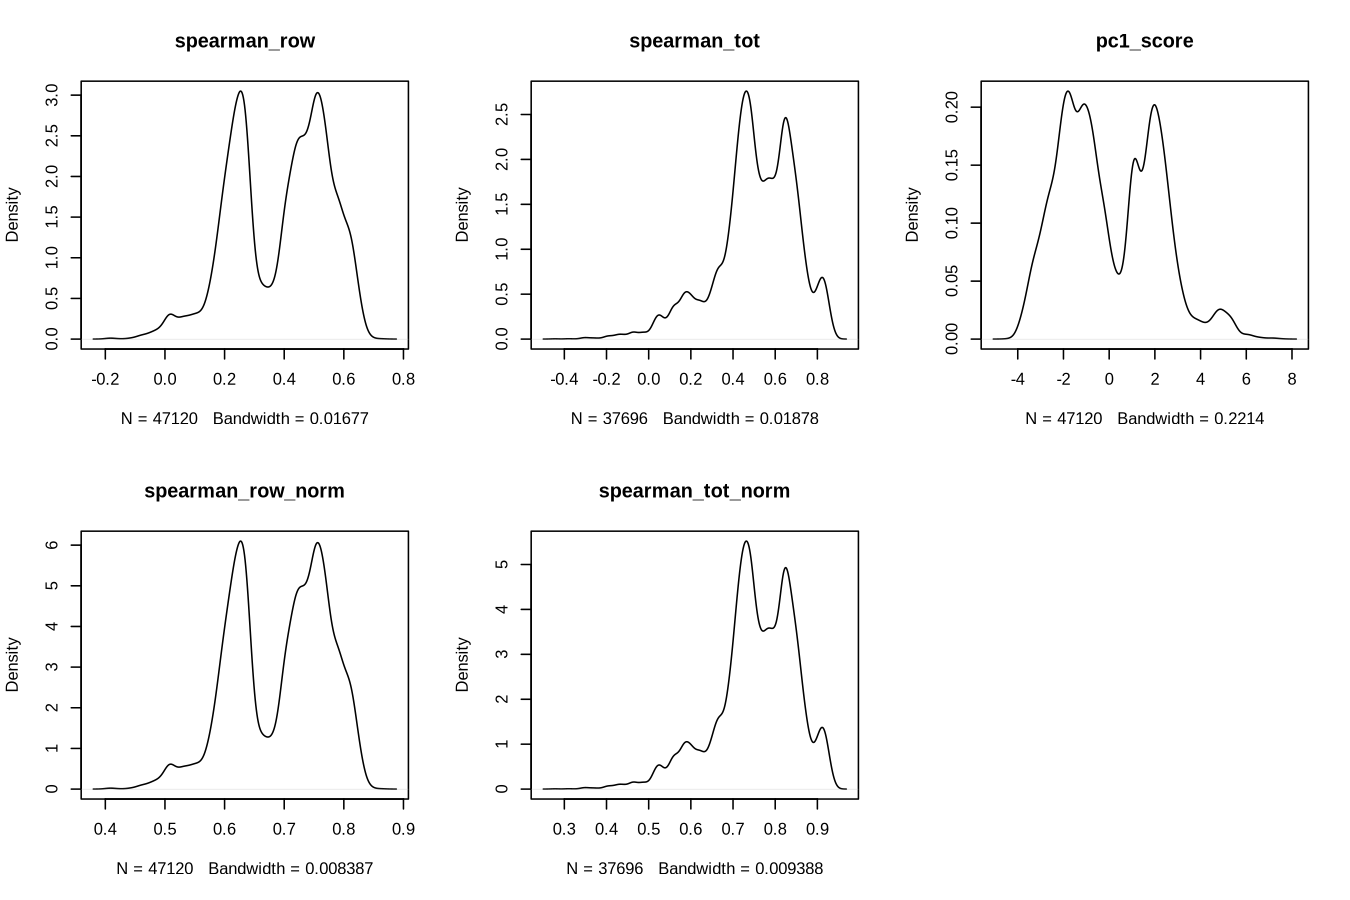 spearman_row
Density
0.0 0.5 1.0 1.5 2.0 2.5 3.0
-0.2 0.0 0.2 0.4 0.6 0.8
N = 47120 Bandwidth = 0.01677
spearman_tot
Density
0.0 0.5 1.0 1.5 2.0 2.5
-0.4 -0.2 0.0 0.2 0.4 0.6 0.8
N = 37696 Bandwidth = 0.01878
pc1_score
Density
0.00 0.05 0.10 0.15 0.20
-4 -2 0 2 4 6 8
N = 47120 Bandwidth = 0.2214
spearman_row_norm
Density
0 1 2 3 4 5 6
0.4 0.5 0.6 0.7 0.8 0.9
N = 47120 Bandwidth = 0.008387
spearman_tot_norm
Density
0 1 2 3 4 5
0.3 0.4 0.5 0.6 0.7 0.8 0.9
N = 37696 Bandwidth = 0.009388